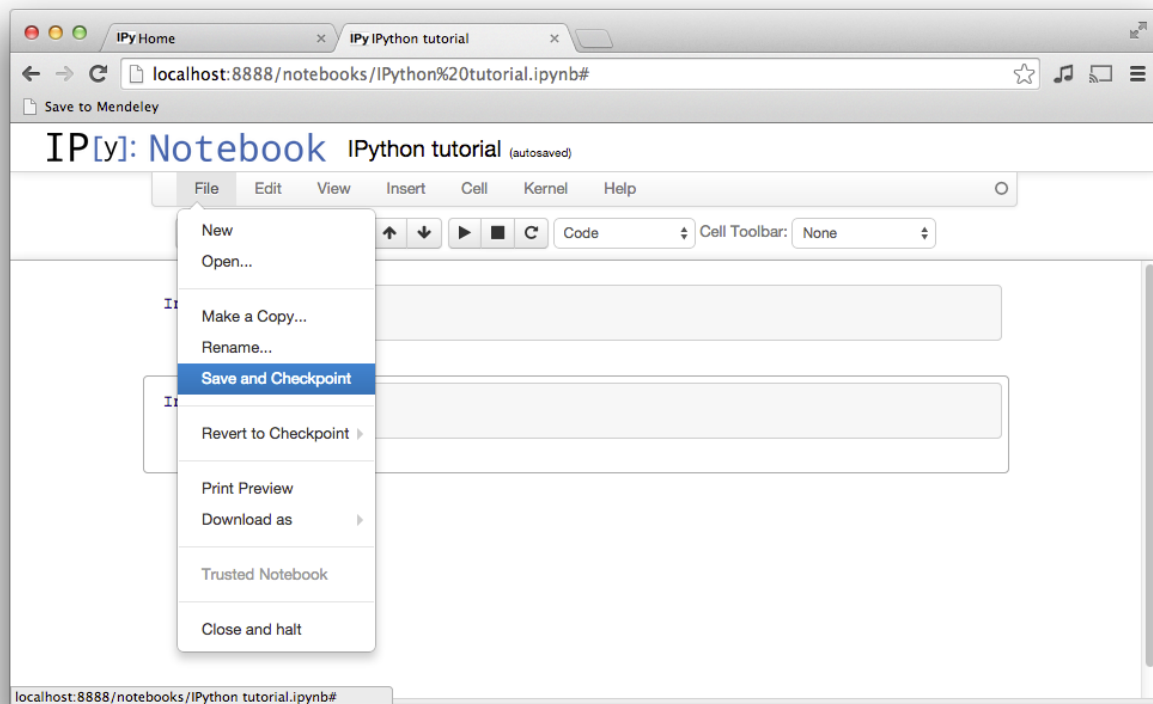 IPy Home
IPy IPython tutorial
localhost:8888/notebooks/IPython%20tutorial.ipynb#
Save to Mendeley
IP[y]: Notebook IPython tutorial (autosaved)
File Edit View Insert Cell Kernel Help
Code Cell Toolbar: None
New
Open...
Make a Copy...
Rename...
Save and Checkpoint
Revert to Checkpoint
Print Preview
Download as
Trusted Notebook
Close and halt
localhost:8888/notebooks/IPython tutorial.ipynb#